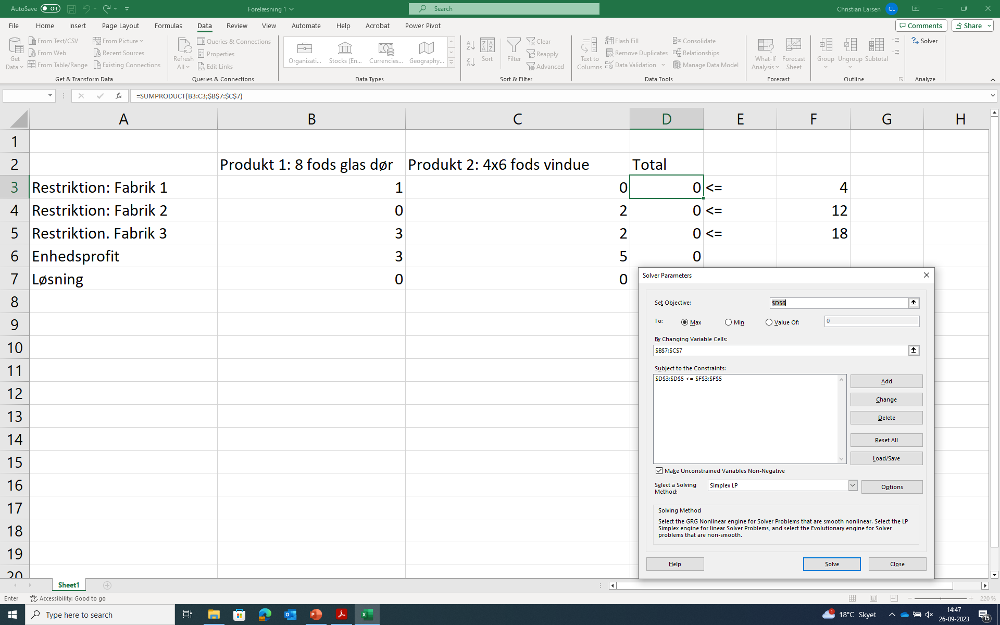 AutoSave Off Forelæsning 1 Search Christian Larsen CL
File Home Insert Page Layout Formulas Data Review View Automate Help Acrobat Power Pivot Comments Share
Get Data
From Text/CSV
From Web
From Table/Range
From Picture
Recent Sources
Existing Connections
Get & Transform Data
Refresh All
Queries & Connections
Properties
Edit Links
Queries & Connections
Organizati... Stocks (En... Currencies... Geography...
Data Types
Sort
Filter
Clear
Reapply
Advanced
Sort & Filter
Text to Columns
Flash Fill
Remove Duplicates
Data Validation
Consolidate
Relationships
Manage Data Model
Data Tools
What-If Analysis
Forecast Sheet
Forecast
Group Ungroup Subtotal
Outline
Solver
Analyze
fx =SUMPRODUCT(B3:C3;$B$7:$C$7)
A B C D E F G H
1
2 Produkt 1: 8 fods glas dør Produkt 2: 4x6 fods vindue Total
3 Restriktion: Fabrik 1 1 0 0 <= 4
4 Restriktion: Fabrik 2 0 2 0 <= 12
5 Restriktion. Fabrik 3 3 2 0 <= 18
6 Enhedsprofit 3 5 0
7 Løsning 0 0
8
9
10
11
12
13
14
15
16
17
18
19
20
Solver Parameters
Set Objective: $D$6
To: Max Min Value Of: 0
By Changing Variable Cells:
$B$7:$C$7
Subject to the Constraints:
$D$3:$D$5 <= $F$3:$F$5
Add
Change
Delete
Reset All
Load/Save
Make Unconstrained Variables Non-Negative
Select a Solving Method: Simplex LP Options
Solving Method
Select the GRG Nonlinear engine for Solver Problems that are smooth nonlinear. Select the LP
Simplex engine for linear Solver Problems, and select the Evolutionary engine for Solver
problems that are non-smooth.
Help Solve Close
Sheet1
Enter Accessibility: Good to go 220 %
Type here to search 1 18°C Skyet 14:47
26-09-2023 15